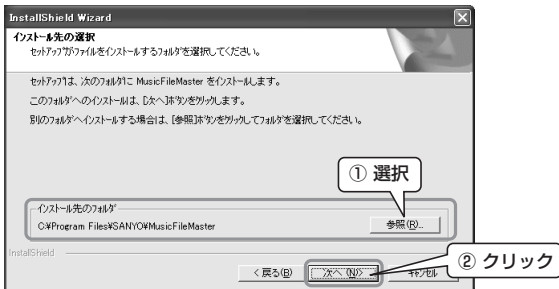 InstallShield Wizard
インストール先の選択
セットアップがファイルをインストールするフォルダを選択してください。
セットアップは、次のフォルダに MusicFileMaster をインストールします。
このフォルダへのインストールは、[次へ]ボタンをクリックします。
別のフォルダへインストールする場合は、[参照]ボタンをクリックしてフォルダを選択してください。
① 選択
インストール先のフォルダ
C:¥Program Files¥SANYO¥MusicFileMaster
参照(R)...
InstallShield
< 戻る(B)
次へ (N)>
キャンセル
② クリック